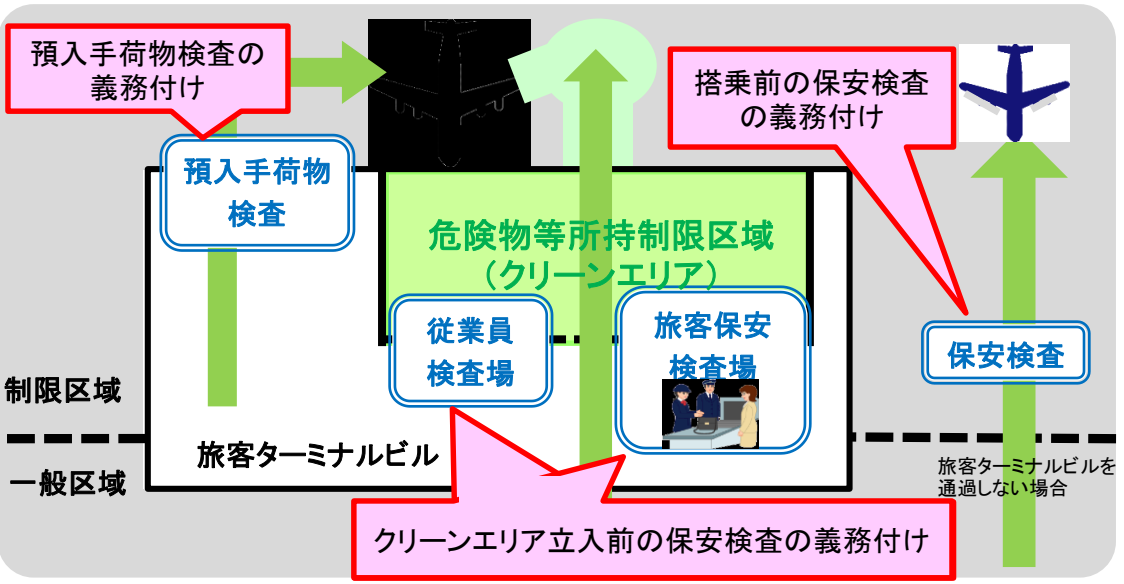 預入手荷物検査の
義務付け
搭乗前の保安検査
の義務付け
預入手荷物
検査
危険物等所持制限区域
（クリーンエリア）
従業員
検査場
旅客保安
検査場
保安検査
制限区域
旅客ターミナルビル
一般区域
旅客ターミナルビルを
通過しない場合
クリーンエリア立入前の保安検査の義務付け